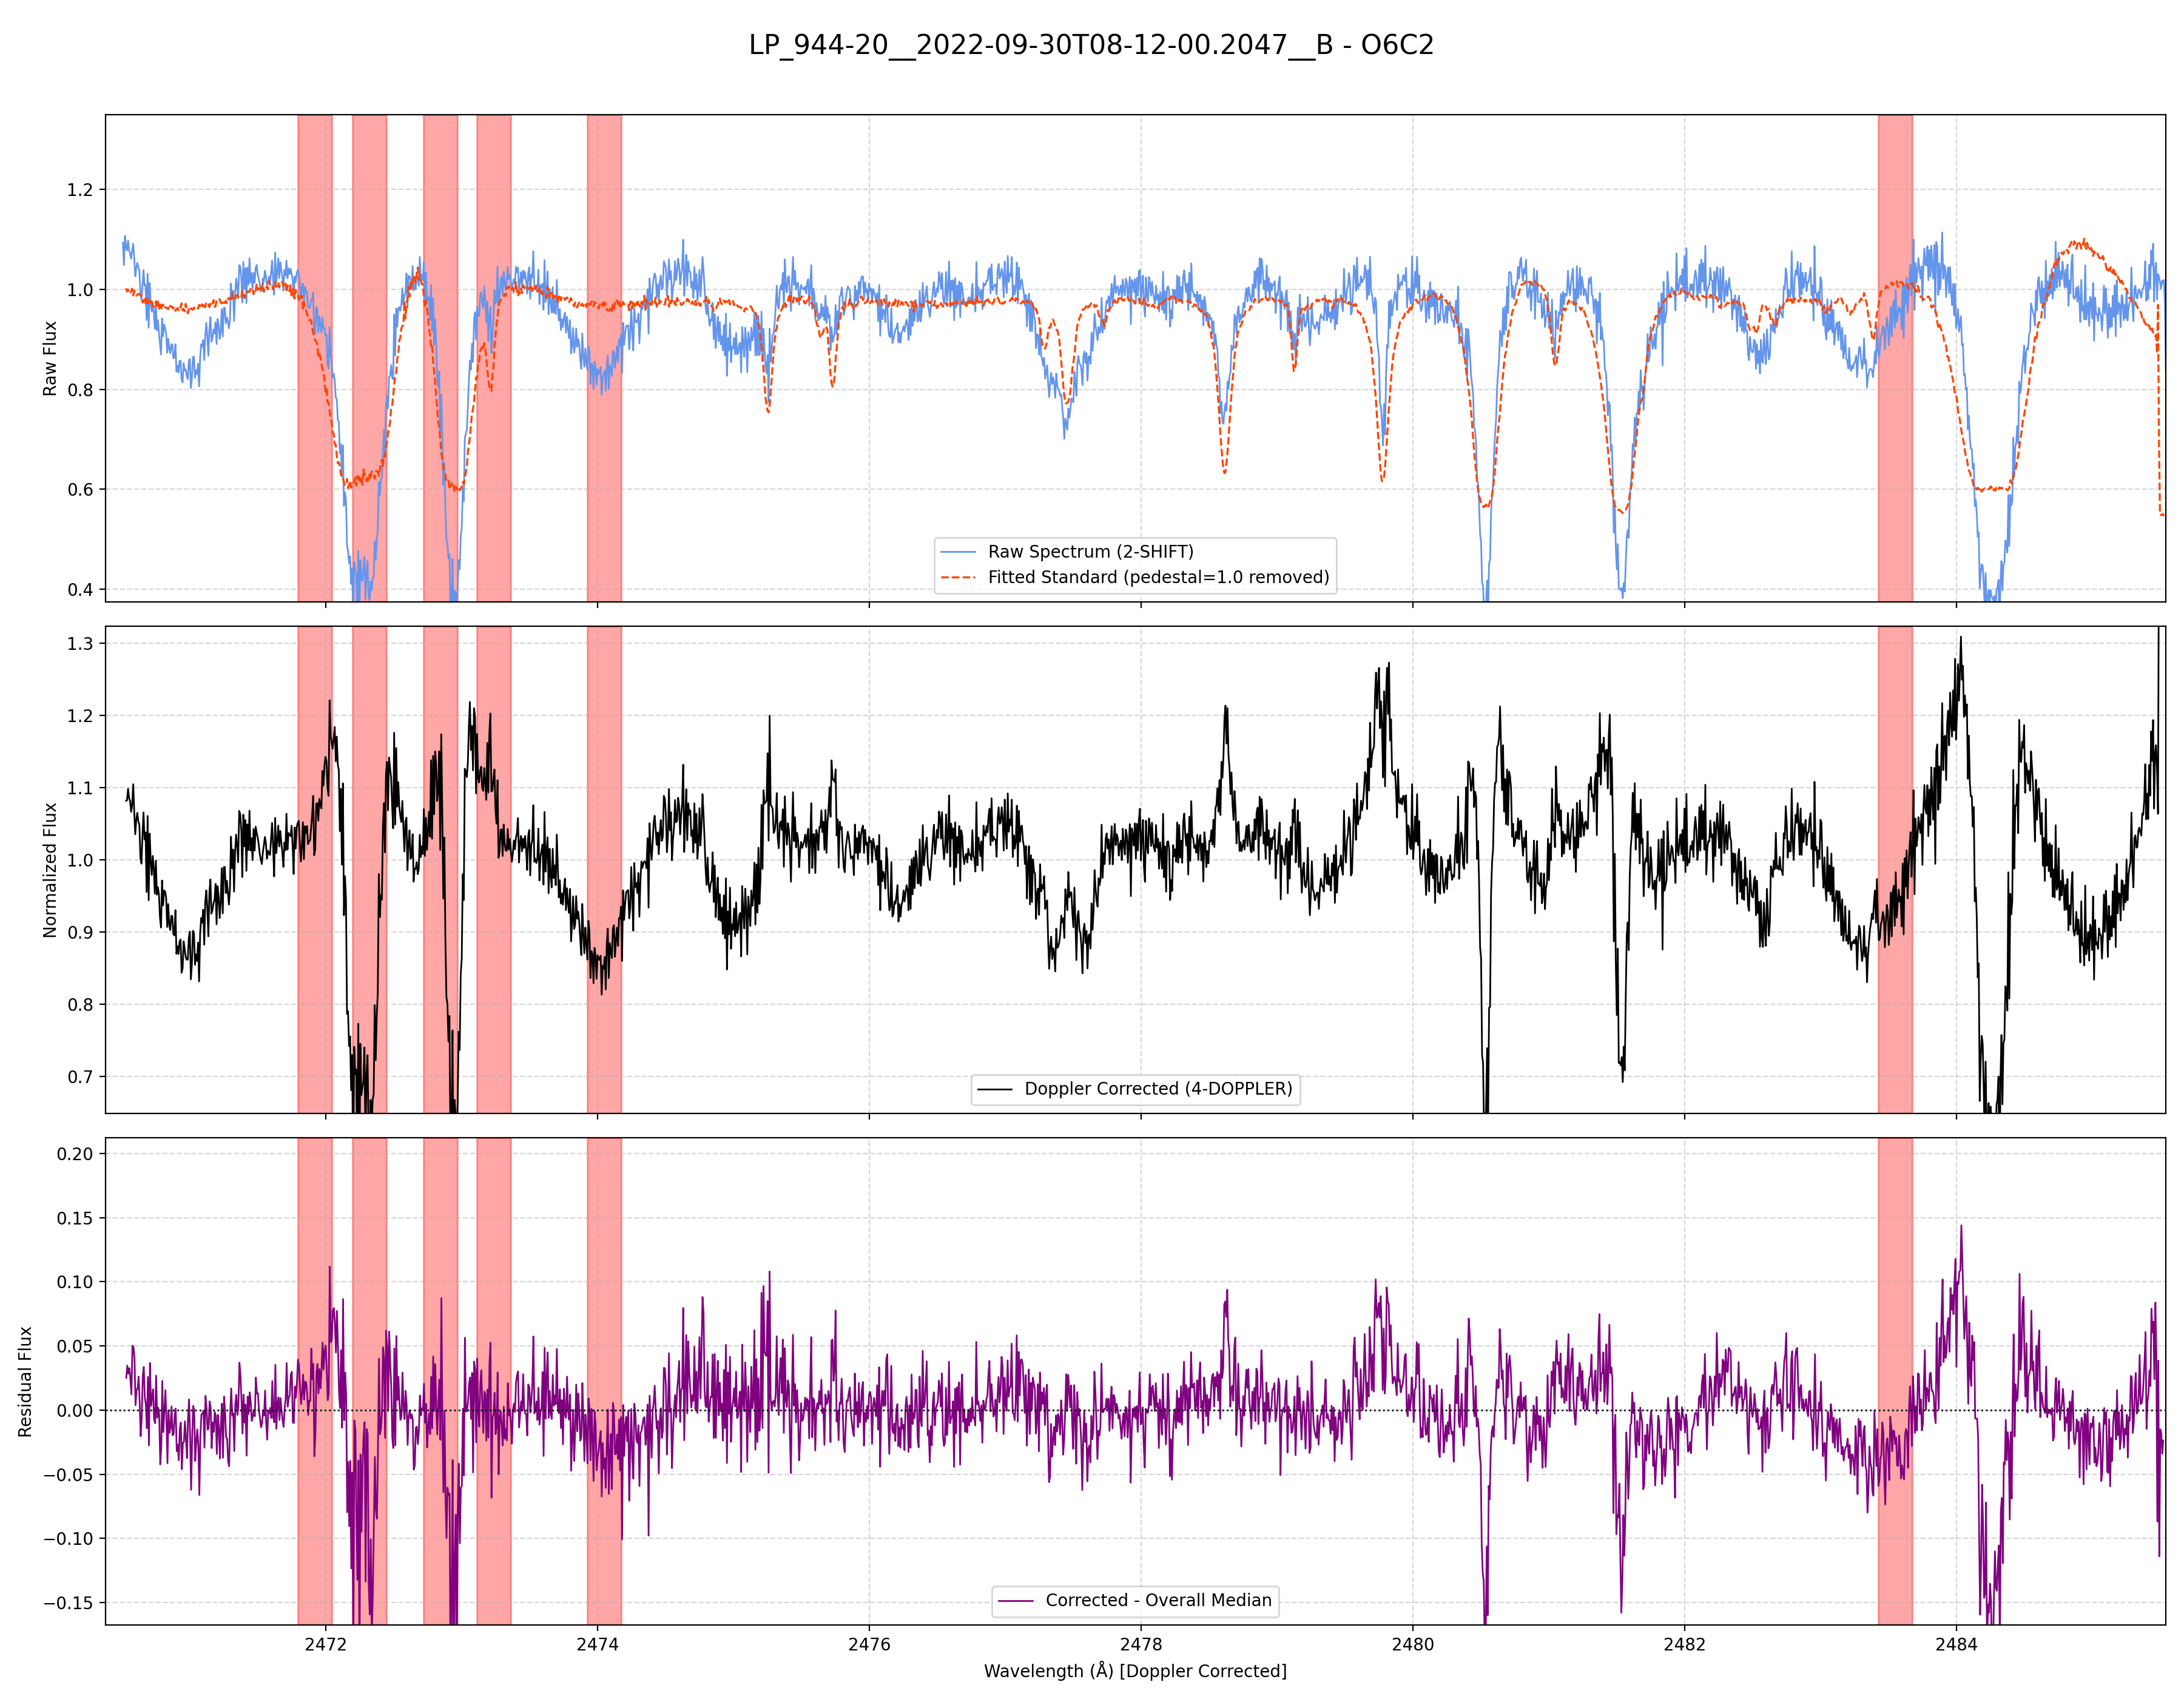 LP_944-20__2022-09-30T08-12-00.2047__B - O6C2
1.2
1.0
0.8
0.6
0.4
Raw Flux
Raw Spectrum (2-SHIFT)
Fitted Standard (pedestal=1.0 removed)
1.3
1.2
1.1
1.0
0.9
0.8
0.7
Normalized Flux
Doppler Corrected (4-DOPPLER)
0.20
0.15
0.10
0.05
0.00
−0.05
−0.10
−0.15
Residual Flux
Corrected - Overall Median
2472 2474 2476 2478 2480 2482 2484
Wavelength (Å) [Doppler Corrected]